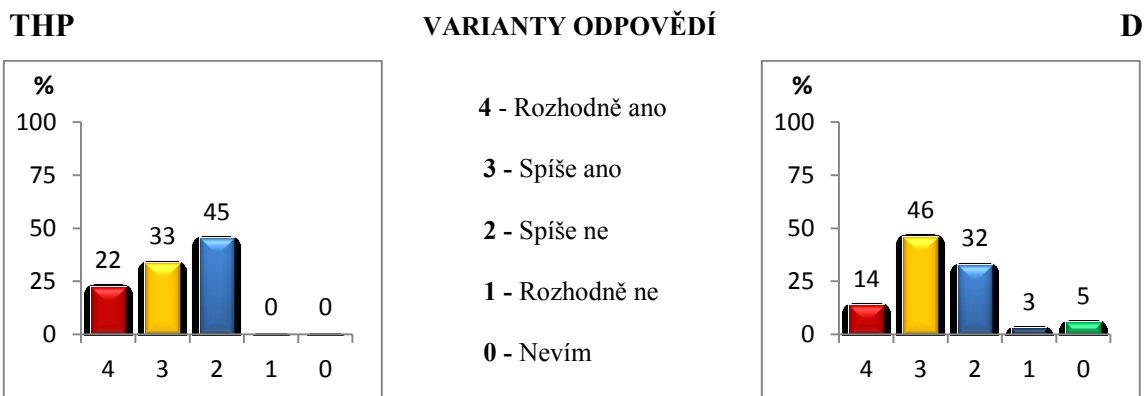 THP VARIANTY ODPOVĚDÍ D
%
100
75
50
25
0
22
33
45
0
0
4 3 2 1 0
4 - Rozhodně ano
3 - Spíše ano
2 - Spíše ne
1 - Rozhodně ne
0 - Nevím
%
100
75
50
25
0
14
46
32
3
5
4 3 2 1 0